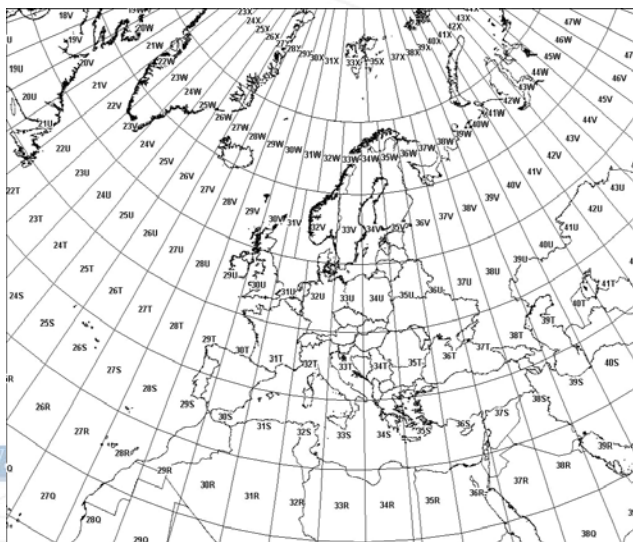 18V 19W 20W 23X 24X 25X 26X 27X 28X 29X 30X 31X 33X 35X 37X 38X 39X 40X 41X 42X 43X 44X 47W
19V 20V 21W 22W 46W
19U 21V 23W 45W
20U 22V 24W 44W
21U 23V 25W 43W
22U 24V 26W 42W
27W 28W 29W 30W 31W 32W 33W 34W 35W 36W 37W 38W 39W 40W 41W
22T 23U 25V 26V 27V 28V 29V 30V 31V 32V 33V 34V 35V 36V 37V 38V 39V 40V 41V 42V 43V 44V 45V 46V
23T 24U 25U 26U 27U 28U 29U 30U 31U 32U 33U 34U 35U 36U 37U 38U 39U 40U 41U 42U 43U
24S 24T 25T 26T 27T 28T 29T 30T 31T 32T 33T 34T 35T 36T 37T 38T 39T 40T 41T
25S 26S 27S 28S 29S 30S 31S 32S 33S 34S 35S 36S 37S 38S 39S 40S
26R 27R 28R 29R 30R 31R 32R 33R 34R 35R 36R 37R 38R 39R
27Q 28Q 29Q 38Q